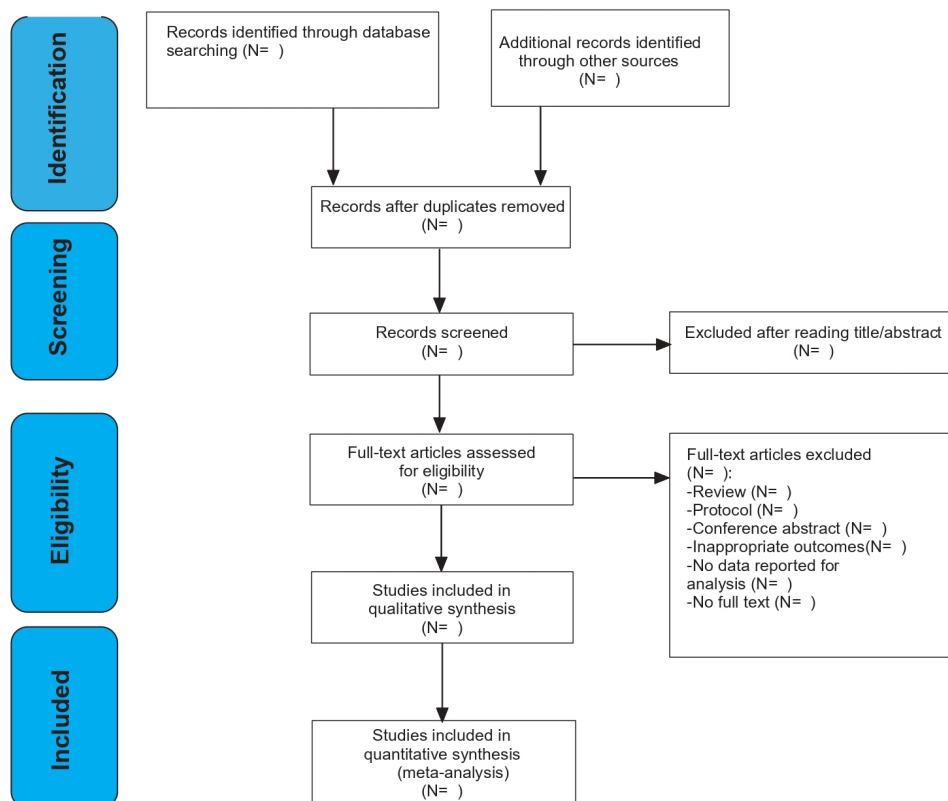 Identification
Records identified through database
searching (N=  )
Additional records identified
through other sources
(N=  )
Records after duplicates removed
(N=  )
Screening
Records screened
(N=  )
Excluded after reading title/abstract
(N=  )
Eligibility
Full-text articles assessed
for eligibility
(N=  )
Full-text articles excluded
(N=  ):
-Review (N=  )
-Protocol (N=  )
-Conference abstract (N=  )
-Inappropriate outcomes(N=  )
-No data reported for
analysis (N=  )
-No full text (N=  )
Studies included in
qualitative synthesis
(N=  )
Included
Studies included in
quantitative synthesis
(meta-analysis)
(N=  )